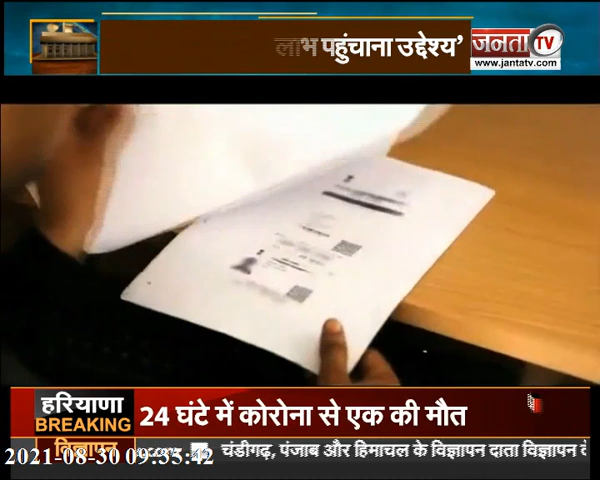 लाभ पहुंचाना उद्देश्य’
जनता TV
www.jantatv.com
हरियाणा
BREAKING
24 घंटे में कोरोना से एक की मौत
विज्ञापन
चंडीगढ़, पंजाब और हिमाचल के विज्ञापन दाता विज्ञापन दे
2021-08-30 09:35:42